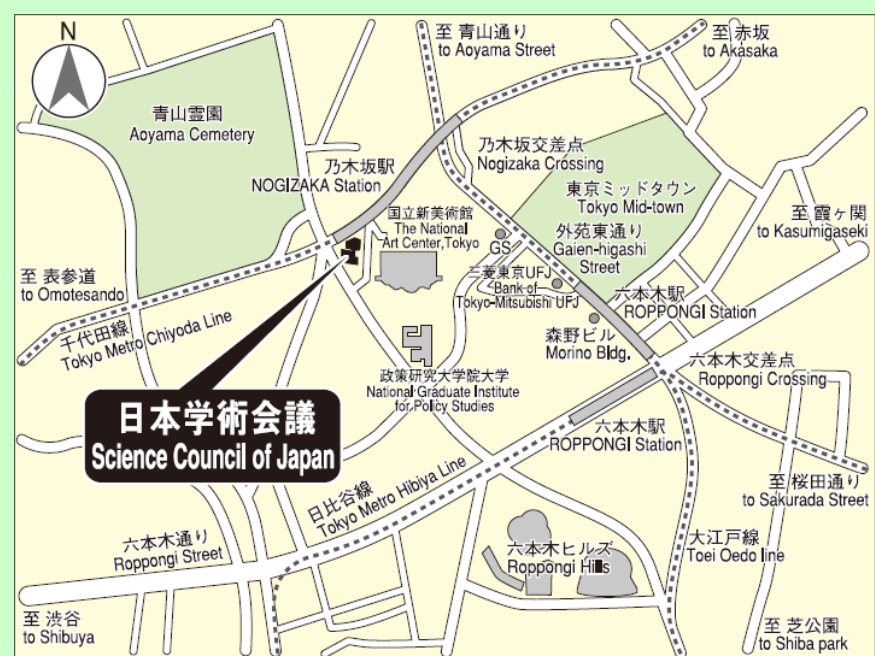 N
至 青山通り
to Aoyama Street
至 赤坂
to Akasaka
青山霊園
Aoyama Cemetery
乃木坂駅
NOGIZAKA Station
乃木坂交差点
Nogizaka Crossing
東京ミッドタウン
Tokyo Mid-town
国立新美術館
The National
Art Center,Tokyo
GS
外苑東通り
Gaien-higashi
Street
至 霞ヶ関
to Kasumigaseki
至 表参道
to Omotesando
三菱東京UFJ
Bank of
Tokyo-Mitsubishi UFJ
六本木駅
ROPPONGI Station
千代田線
Tokyo Metro Chiyoda Line
森野ビル
Morino Bldg.
六本木交差点
Roppongi Crossing
政策研究大学院大学
National Graduate Institute
for Policy Studies
日本学術会議
Science Council of Japan
六本木駅
ROPPONGI Station
日比谷線
Tokyo Metro Hibiya Line
至 桜田通り
to Sakurada Street
六本木通り
Roppongi Street
六本木ヒルズ
Roppongi Hills
大江戸線
Toei Oedo line
至 渋谷
to Shibuya
至 芝公園
to Shiba park